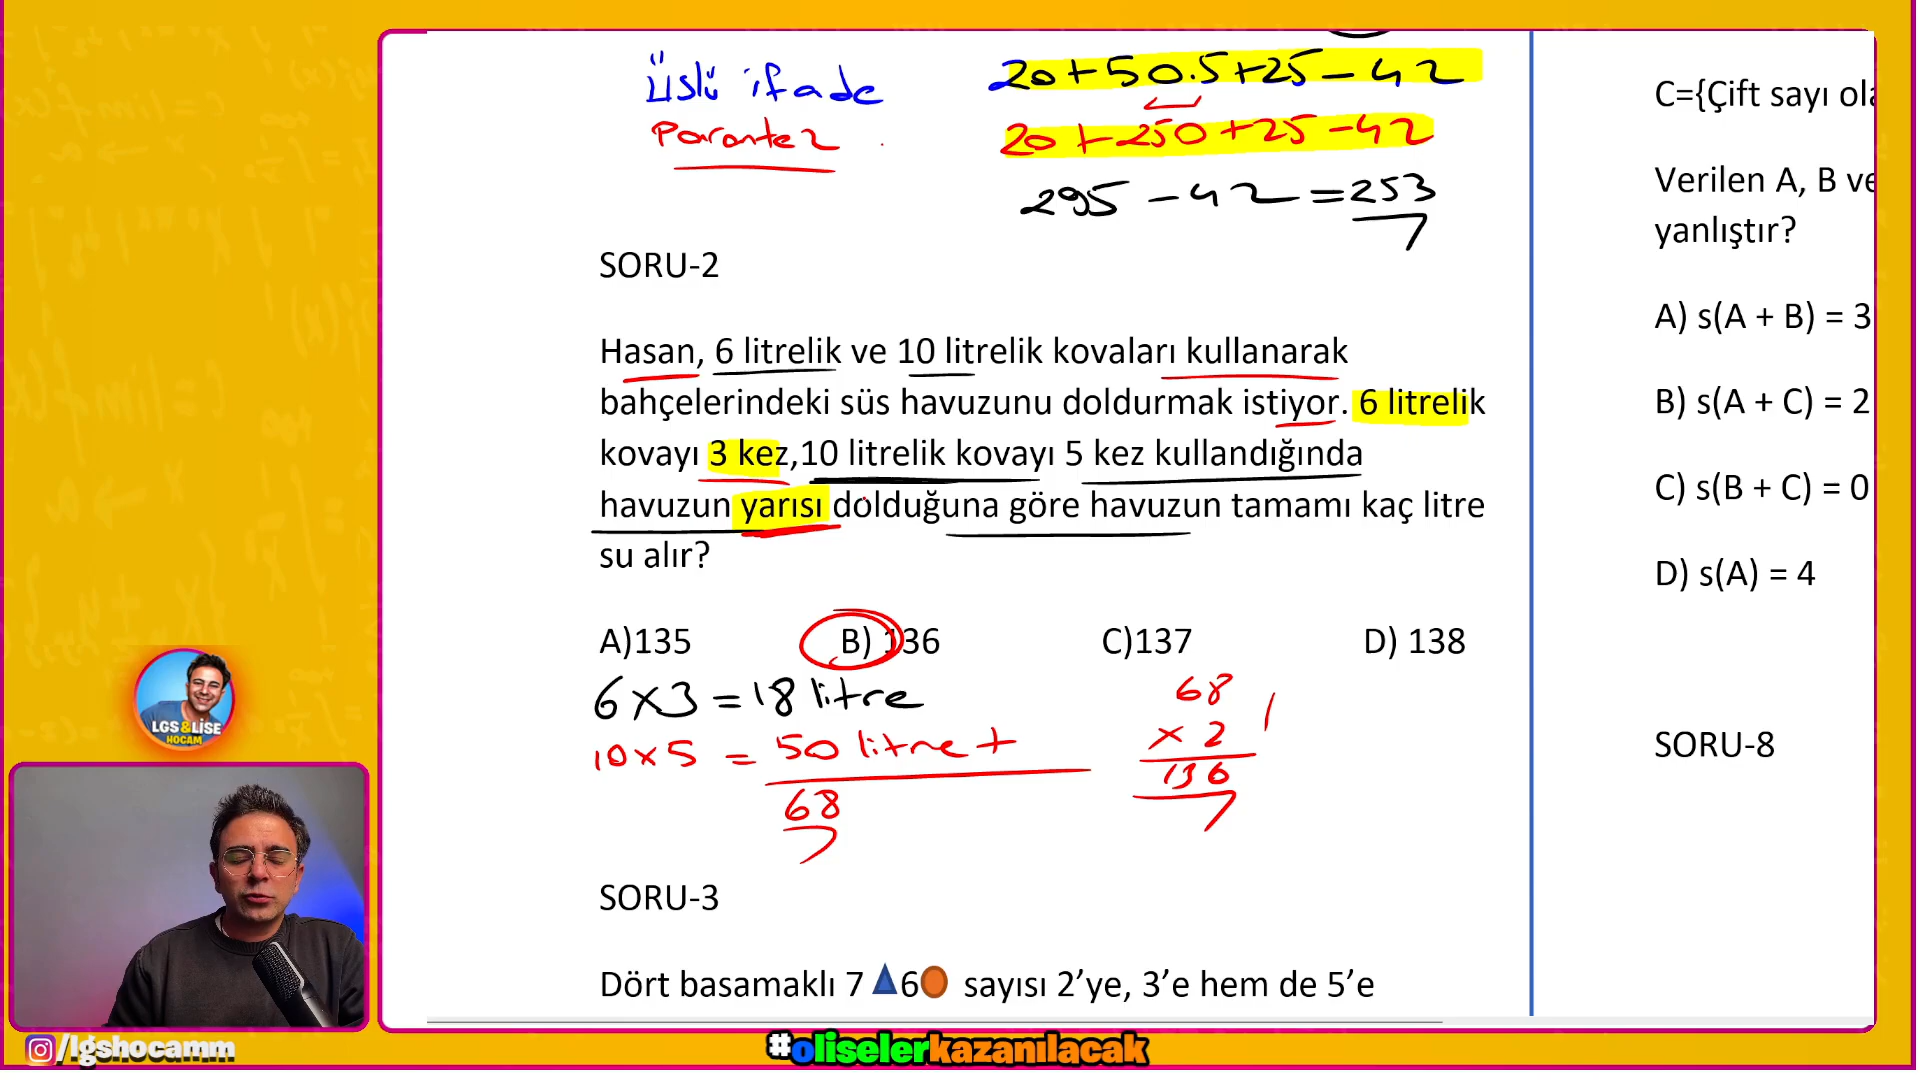 üslü ifade
20+50.5+25-42
Parantez
20+250+25-42
295-42=253
SORU-2
Hasan, 6 litrelik ve 10 litrelik kovaları kullanarak
bahçelerindeki süs havuzunu doldurmak istiyor. 6 litrelik
kovayı 3 kez,10 litrelik kovayı 5 kez kullandığında
havuzun yarısı dolduğuna göre havuzun tamamı kaç litre
su alır?
A)135 B) 136 C)137 D) 138
6x3=18 litre
10x5 = 50 litre +
68
68
x 2
136
SORU-3
Dört basamaklı 7 6 sayısı 2’ye, 3’e hem de 5’e
C={Çift sayı ola
Verilen A, B ve
yanlıştır?
A) s(A + B) = 3
B) s(A + C) = 2
C) s(B + C) = 0
D) s(A) = 4
SORU-8
LGS&LİSE
HOCAM
/lgshocamm
#oliselerkazanılacak